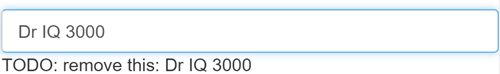 Dr IQ 3000
TODO: remove this: Dr IQ 3000